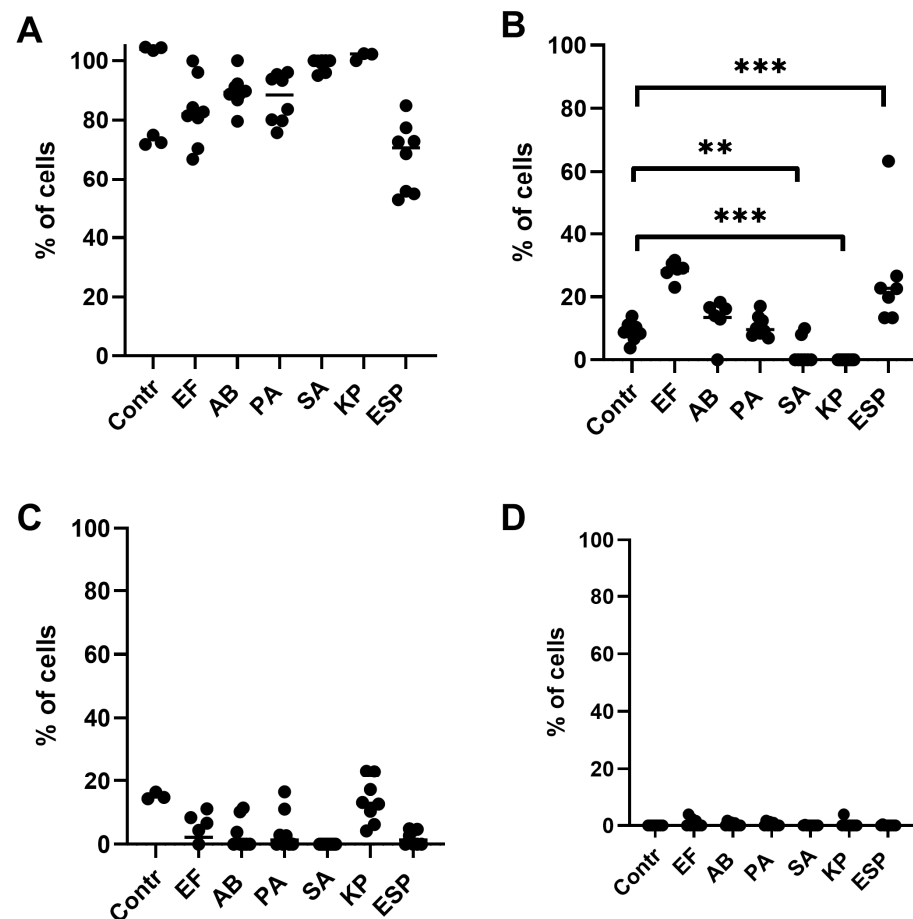 A
% of cells
100
80
60
40
20
0
Contr EF AB PA SA KP ESP
B
% of cells
100
80
60
40
20
0
***
**
***
Contr EF AB PA SA KP ESP
C
% of cells
100
80
60
40
20
0
Contr EF AB PA SA KP ESP
D
% of cells
100
80
60
40
20
0
Contr EF AB PA SA KP ESP